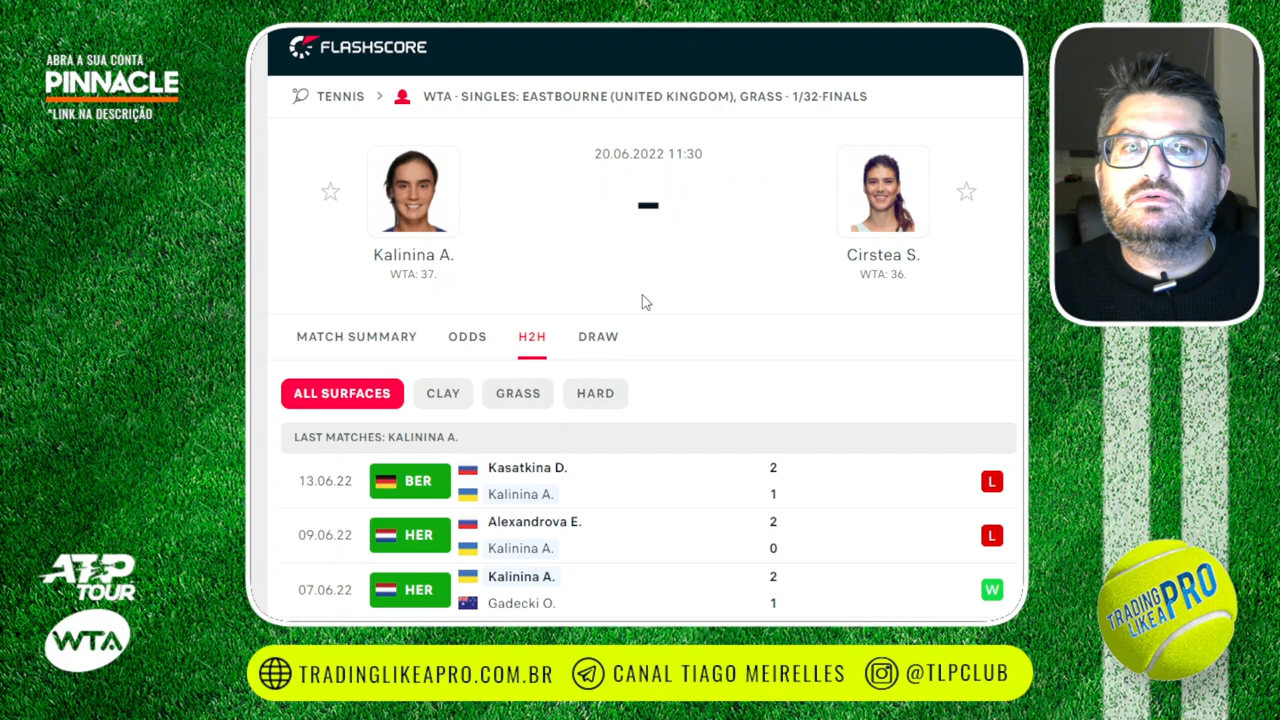 ABRA A SUA CONTA
PINNACLE
*LINK NA DESCRIÇÃO
FLASHSCORE
TENNIS > WTA - SINGLES: EASTBOURNE (UNITED KINGDOM), GRASS - 1/32-FINALS
20.06.2022 11:30
-
Kalinina A.
WTA: 37.
Cirstea S.
WTA: 36.
MATCH SUMMARY ODDS H2H DRAW
ALL SURFACES CLAY GRASS HARD
LAST MATCHES: KALININA A.
13.06.22 BER Kasatkina D. 2 L
Kalinina A. 1
09.06.22 HER Alexandrova E. 2 L
Kalinina A. 0
07.06.22 HER Kalinina A. 2 W
Gadecki O. 1
ATP
TOUR
WTA
TRADING
LIKE A
PRO
TRADINGLIKEAPRO.COM.BR CANAL TIAGO MEIRELLES @TLPCLUB